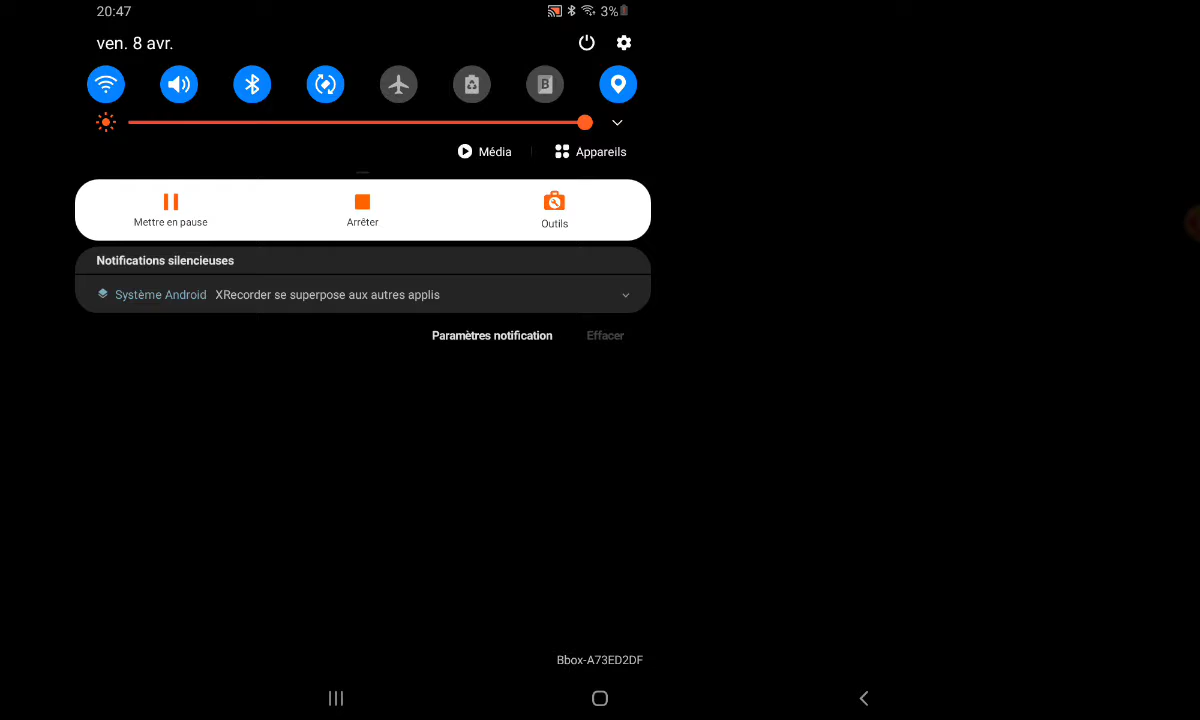 20:47
3%
ven. 8 avr.
Média
Appareils
Mettre en pause
Arrêter
Outils
Notifications silencieuses
Système Android XRecorder se superpose aux autres applis
Paramètres notification
Effacer
Bbox-A73ED2DF